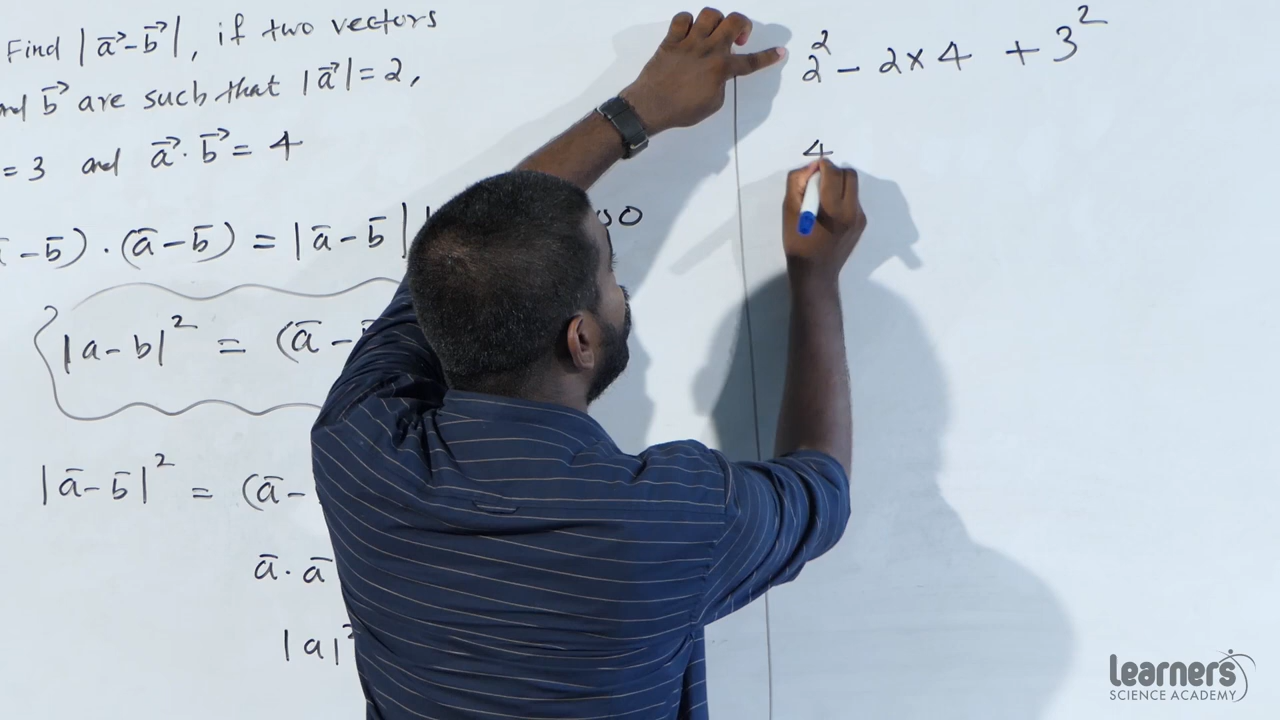 Find |a⃗-b⃗|, if two vectors
b⃗ are such that |a⃗|=2,
=3 and a⃗·b⃗=4
-b̄)·(ā-b̄) = |ā-b̄|
|a-b|² = (ā-
|ā-b̄|² = (ā-
ā·ā
|a|²
2² - 2×4 + 3²
4
Learners
SCIENCE ACADEMY